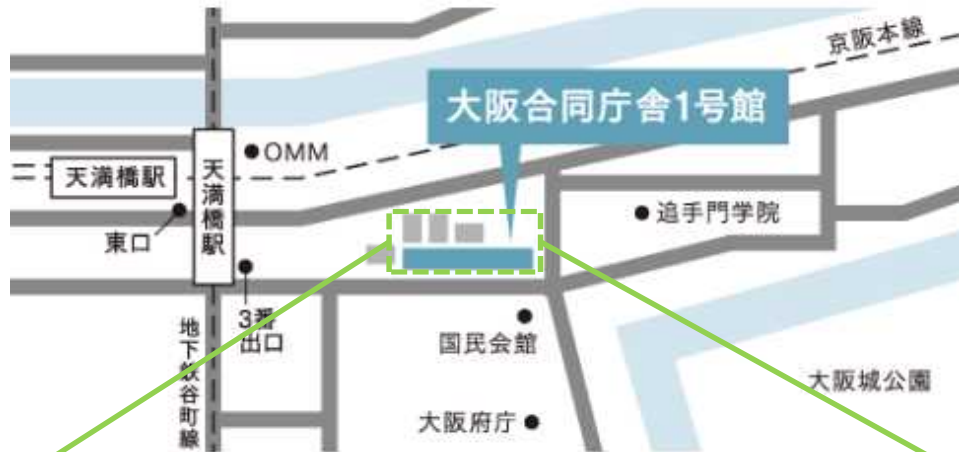 京阪本線
大阪合同庁舎1号館
OMM
天満橋駅
天満橋駅
東口
追手門学院
3番
出口
国民会館
地下鉄谷町線
大阪城公園
大阪府庁